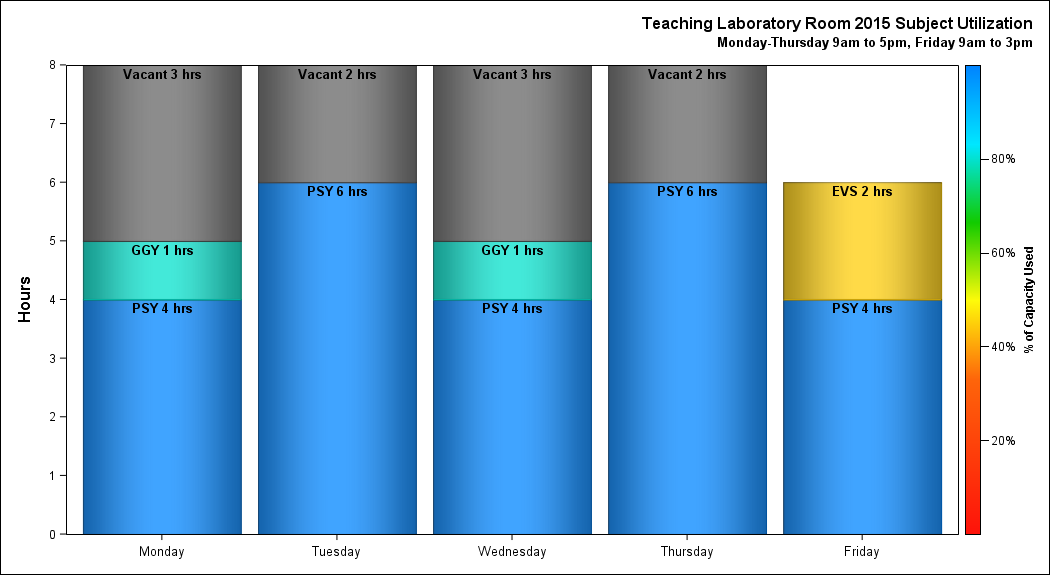 Teaching Laboratory Room 2015 Subject Utilization
Monday-Thursday 9am to 5pm, Friday 9am to 3pm
Hours
8
7
6
5
4
3
2
1
0
Vacant 3 hrs
GGY 1 hrs
PSY 4 hrs
Vacant 2 hrs
PSY 6 hrs
Vacant 3 hrs
GGY 1 hrs
PSY 4 hrs
Vacant 2 hrs
PSY 6 hrs
EVS 2 hrs
PSY 4 hrs
Monday
Tuesday
Wednesday
Thursday
Friday
80%
60%
40%
20%
% of Capacity Used